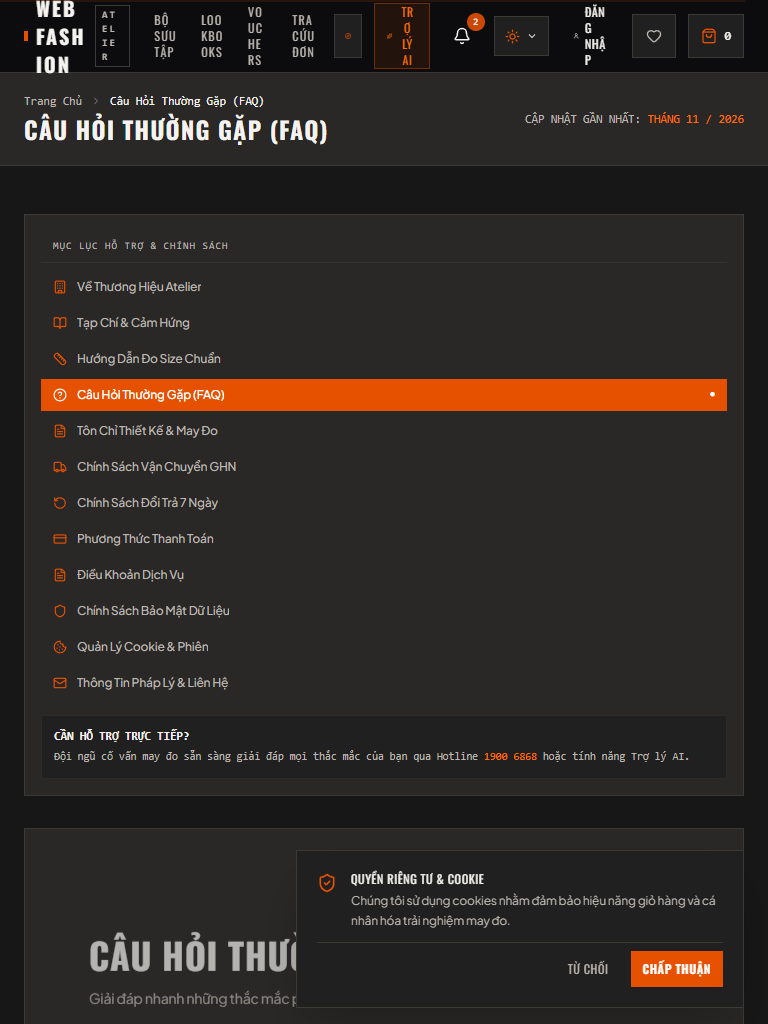 WEB
FASH
ION
AT
EL
IE
R
BỘ
SƯU
TẬP
LOO
KBO
OKS
VO
UC
HE
RS
TRA
CỨU
ĐƠN
TR
Ợ
LÝ
AI
2
ĐĂN
G
NHẬ
P
0
Trang Chủ > Câu Hỏi Thường Gặp (FAQ)
CÂU HỎI THƯỜNG GẶP (FAQ)
CẬP NHẬT GẦN NHẤT: THÁNG 11 / 2026
MỤC LỤC HỖ TRỢ & CHÍNH SÁCH
Về Thương Hiệu Atelier
Tạp Chí & Cảm Hứng
Hướng Dẫn Đo Size Chuẩn
Câu Hỏi Thường Gặp (FAQ)
Tôn Chỉ Thiết Kế & May Đo
Chính Sách Vận Chuyển GHN
Chính Sách Đổi Trả 7 Ngày
Phương Thức Thanh Toán
Điều Khoản Dịch Vụ
Chính Sách Bảo Mật Dữ Liệu
Quản Lý Cookie & Phiên
Thông Tin Pháp Lý & Liên Hệ
CẦN HỖ TRỢ TRỰC TIẾP?
Đội ngũ cố vấn may đo sẵn sàng giải đáp mọi thắc mắc của bạn qua Hotline 1900 6868 hoặc tính năng Trợ lý AI.
QUYỀN RIÊNG TƯ & COOKIE
Chúng tôi sử dụng cookies nhằm đảm bảo hiệu năng giỏ hàng và cá
nhân hóa trải nghiệm may đo.
TỪ CHỐI
CHẤP THUẬN
CÂU HỎI THƯỜ
Giải đáp nhanh những thắc mắc p